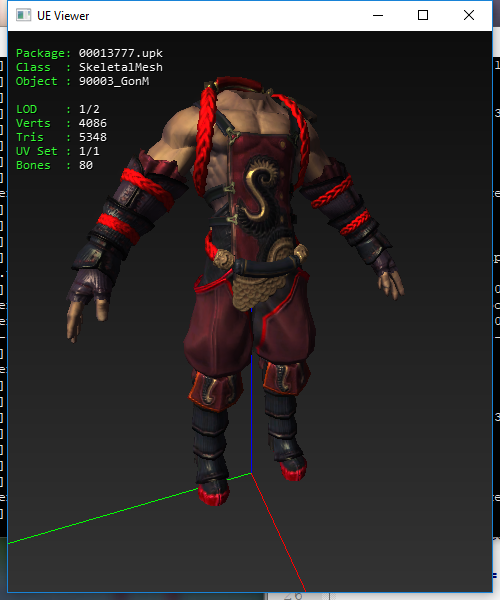 UE Viewer
Package: 00013777.upk
Class : SkeletalMesh
Object : 90003_GonM
LOD : 1/2
Verts : 4086
Tris : 5348
UV Set : 1/1
Bones : 80